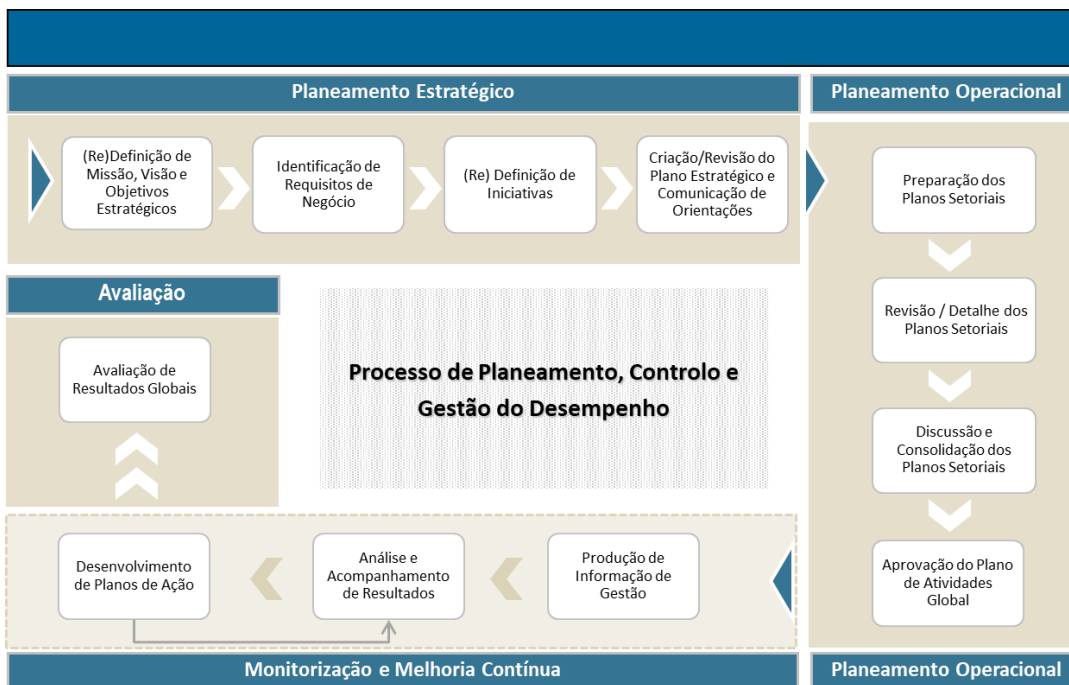 Planeamento Estratégico
Planeamento Operacional
(Re)Definição de
Missão, Visão e
Objetivos
Estratégicos
Identificação de
Requisitos de
Negócio
(Re) Definição de
Iniciativas
Criação/Revisão do
Plano Estratégico e
Comunicação de
Orientações
Preparação dos
Planos Setoriais
Revisão / Detalhe dos
Planos Setoriais
Discussão e
Consolidação dos
Planos Setoriais
Aprovação do Plano
de Atividades
Global
Avaliação
Avaliação de
Resultados Globais
Processo de Planeamento, Controlo e
Gestão do Desempenho
Desenvolvimento
de Planos de Ação
Análise e
Acompanhamento
de Resultados
Produção de
Informação de
Gestão
Monitorização e Melhoria Contínua
Planeamento Operacional